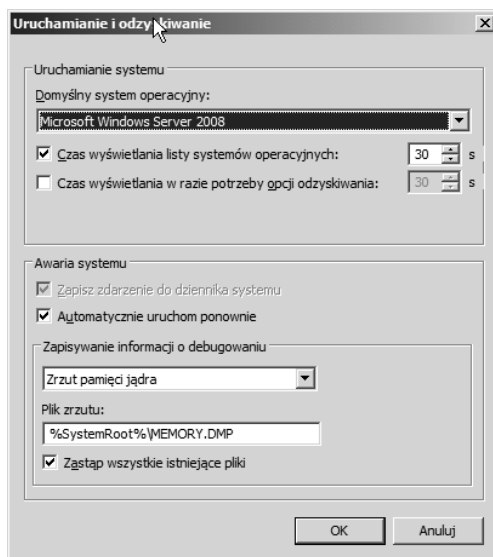 Uruchamianie i odzyskiwanie
Uruchamianie systemu
Domyślny system operacyjny:
Microsoft Windows Server 2008
Czas wyświetlania listy systemów operacyjnych: 30 s
Czas wyświetlania w razie potrzeby opcji odzyskiwania: 30 s
Awaria systemu
Zapisz zdarzenie do dziennika systemu
Automatycznie uruchom ponownie
Zapisywanie informacji o debugowaniu
Zrzut pamięci jądra
Plik zrzutu:
%SystemRoot%\MEMORY.DMP
Zastąp wszystkie istniejące pliki
OK Anuluj